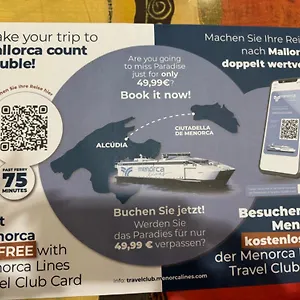 ake your trip to
allorca count
uble!
Are you going
to miss Paradise
just for only
49,99€?
Book it now!
Machen Sie Ihre Rei
nach Mallor
doppelt wertvo
ALCÚDIA
CIUTADELLA
DE MENORCA
FAST FERRY
75
MINUTES
menorca
Buchen Sie jetzt!
Werden Sie
das Paradies für nur
49,99 € verpassen?
t
norca
FREE with
norca Lines
el Club Card
Besuchen
Men
kostenlos
der Menorca
Travel Club
info: travelclub.menorcalines.com